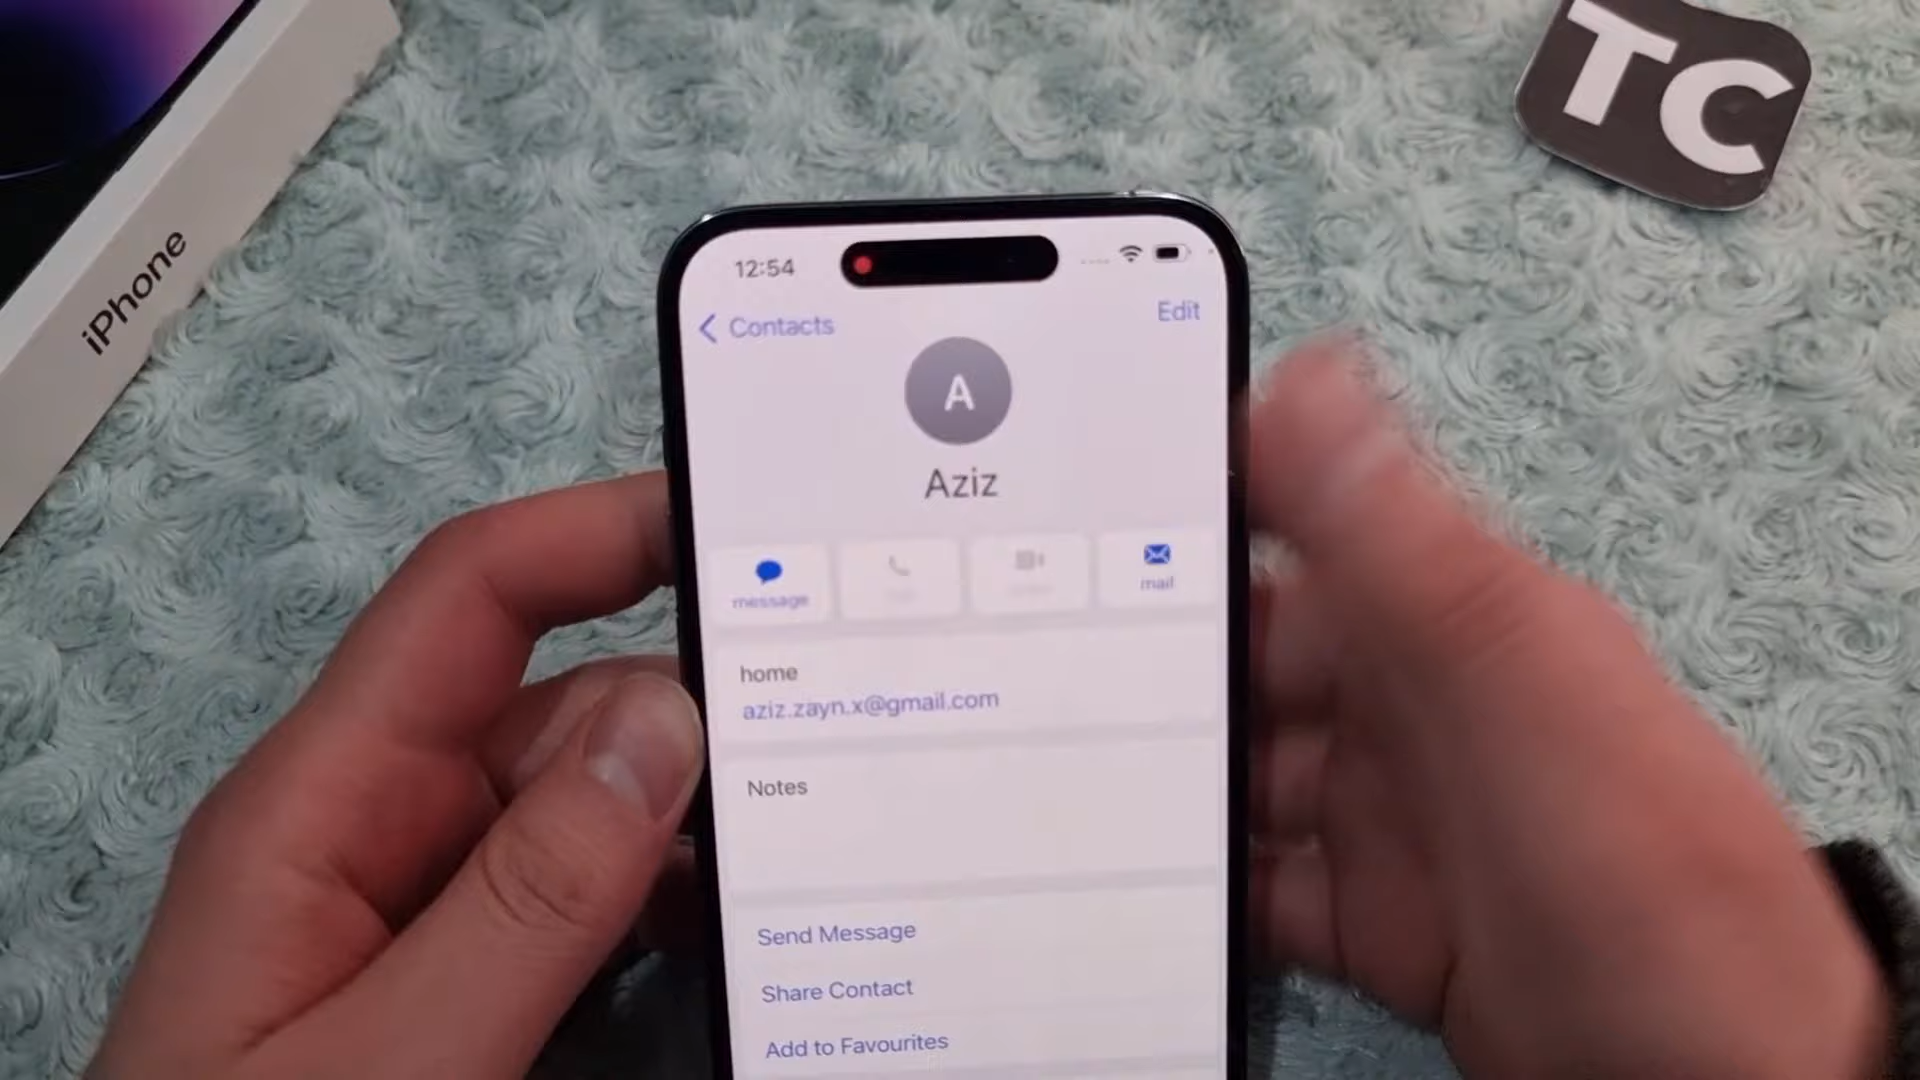 TC
iPhone
12:54
Contacts
Edit
A
Aziz
message
mail
home
aziz.zayn.x@gmail.com
Notes
Send Message
Share Contact
Add to Favourites